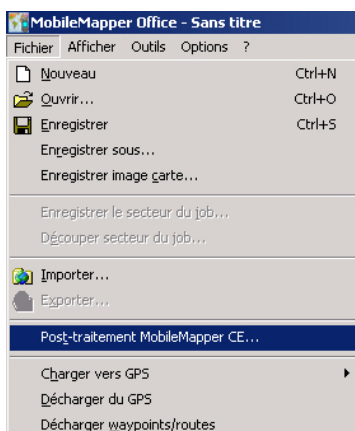 MobileMapper Office - Sans titre
Fichier Afficher Outils Options ?
Nouveau Ctrl+N
Ouvrir... Ctrl+O
Enregistrer Ctrl+S
Enregistrer sous...
Enregistrer image carte...
Enregistrer le secteur du job...
Découper secteur du job...
Importer...
Exporter...
Post-traitement MobileMapper CE...
Charger vers GPS
Décharger du GPS
Décharger waypoints/routes